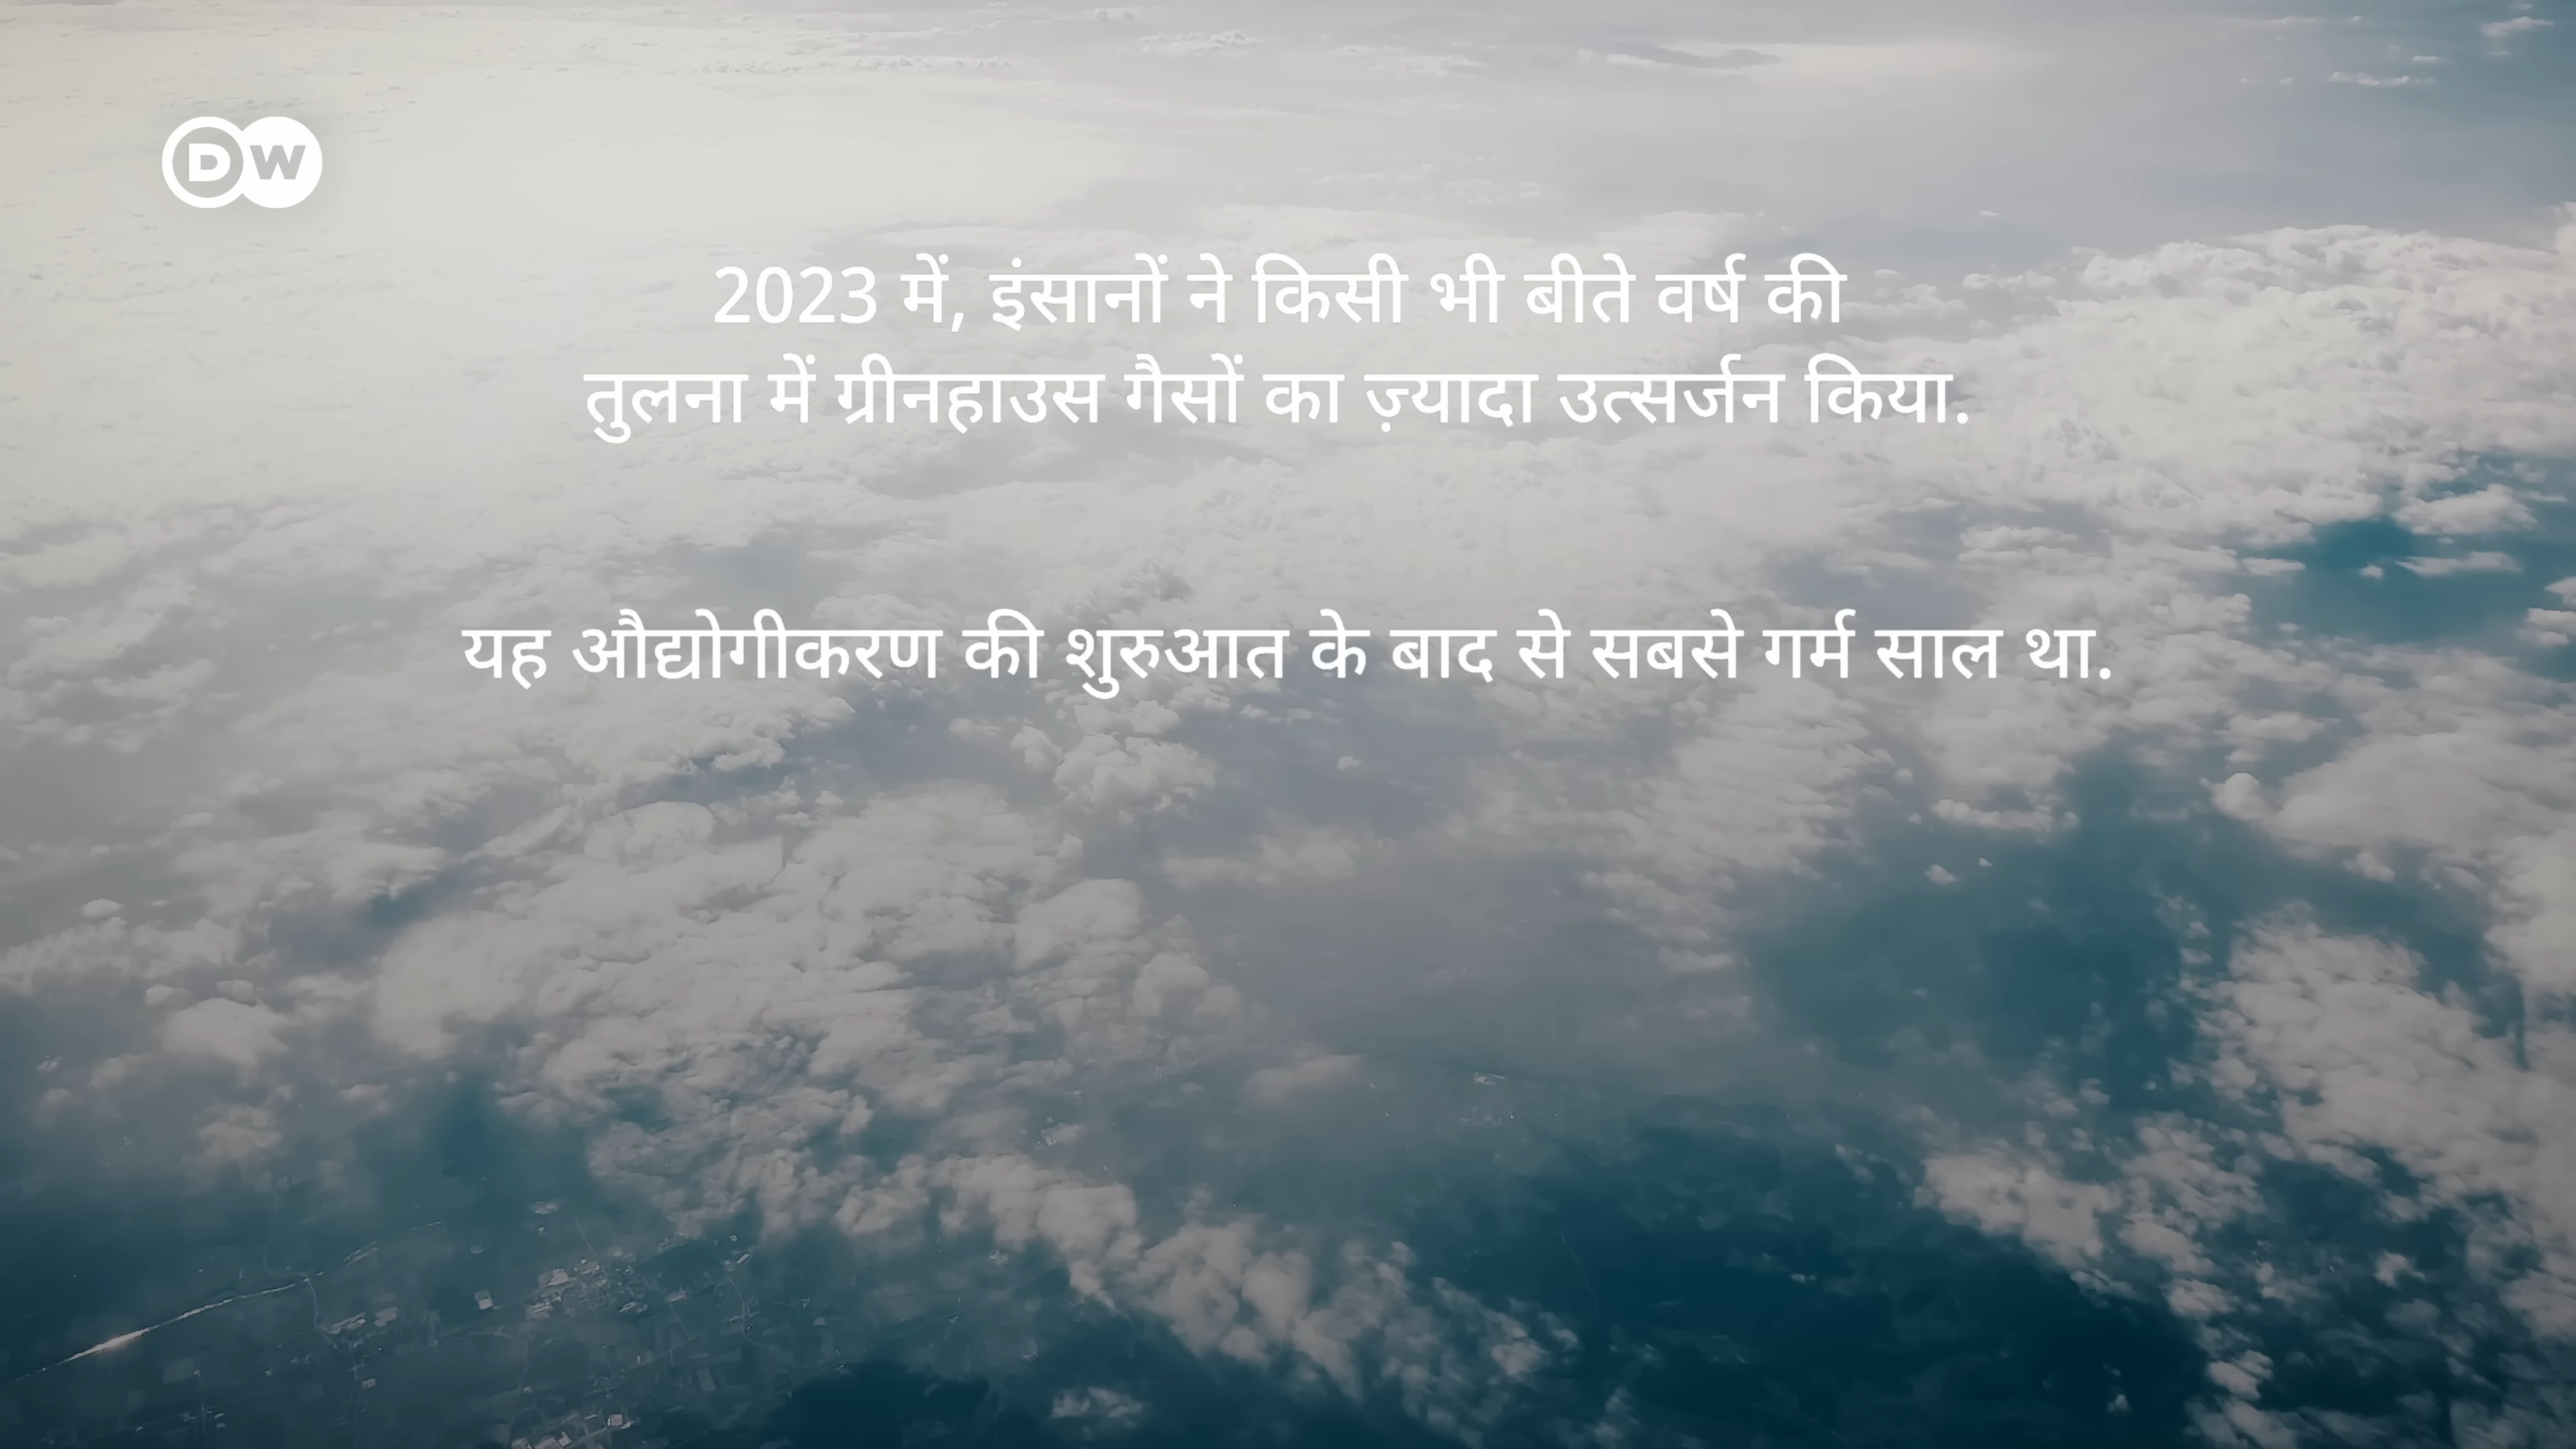 DW
2023 में, इंसानों ने किसी भी बीते वर्ष की
तुलना में ग्रीनहाउस गैसों का ज़्यादा उत्सर्जन किया.
यह औद्योगीकरण की शुरुआत के बाद से सबसे गर्म साल था.